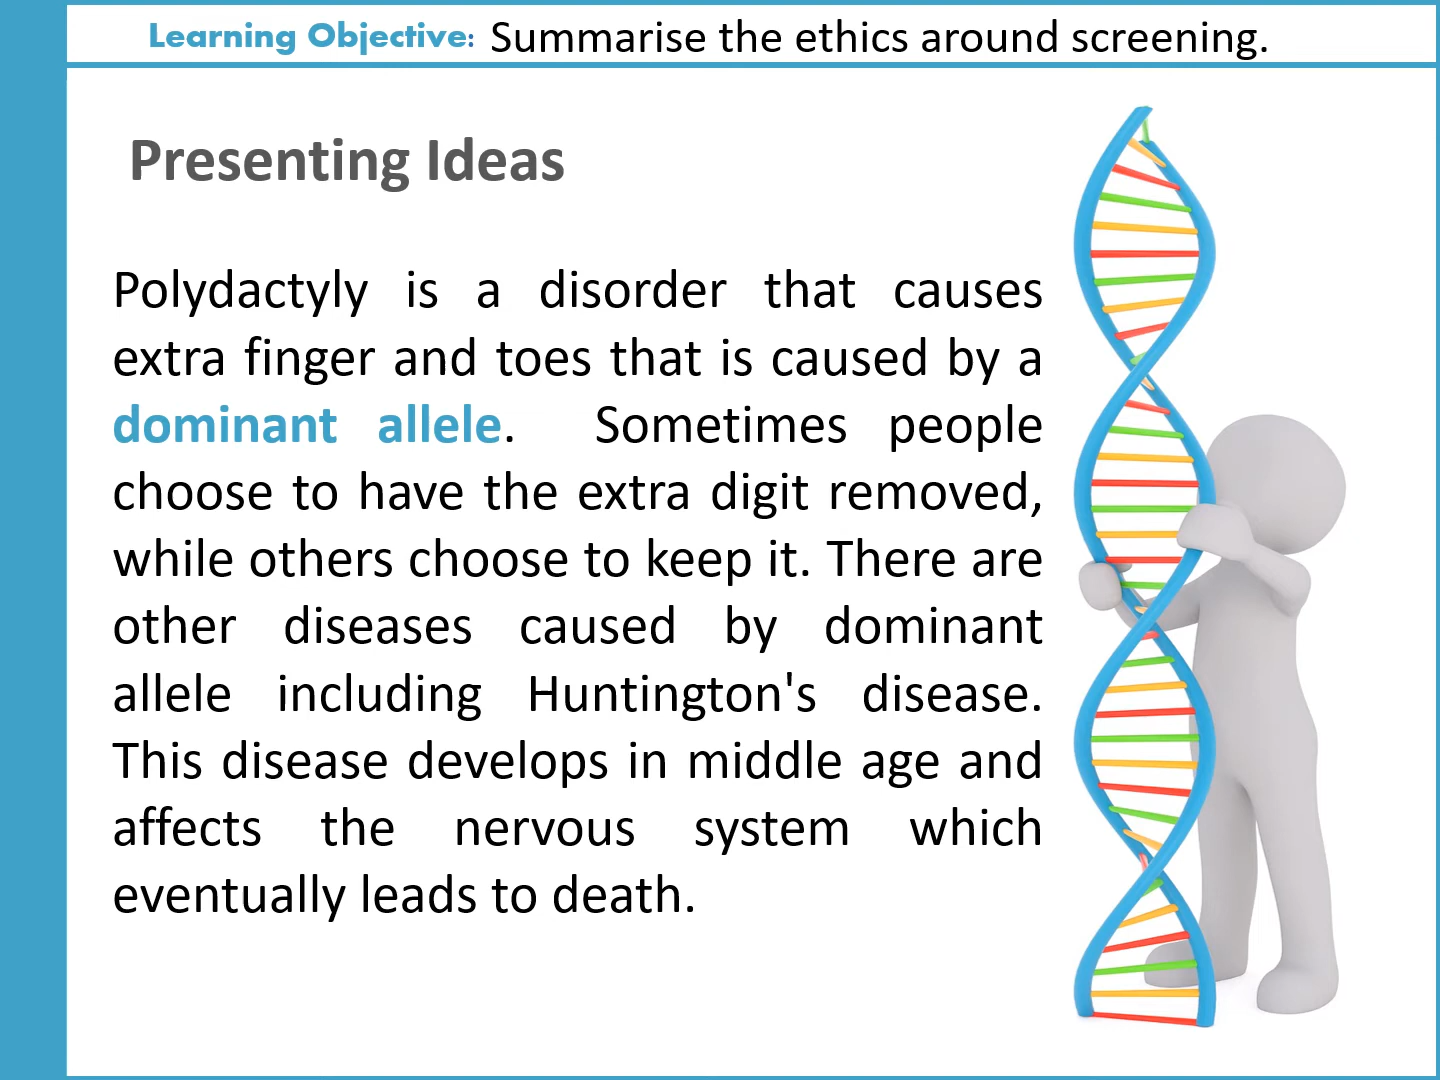 Learning Objective: Summarise the ethics around screening.
Presenting Ideas
Polydactyly is a disorder that causes
extra finger and toes that is caused by a
dominant allele. Sometimes people
choose to have the extra digit removed,
while others choose to keep it. There are
other diseases caused by dominant
allele including Huntington's disease.
This disease develops in middle age and
affects the nervous system which
eventually leads to death.